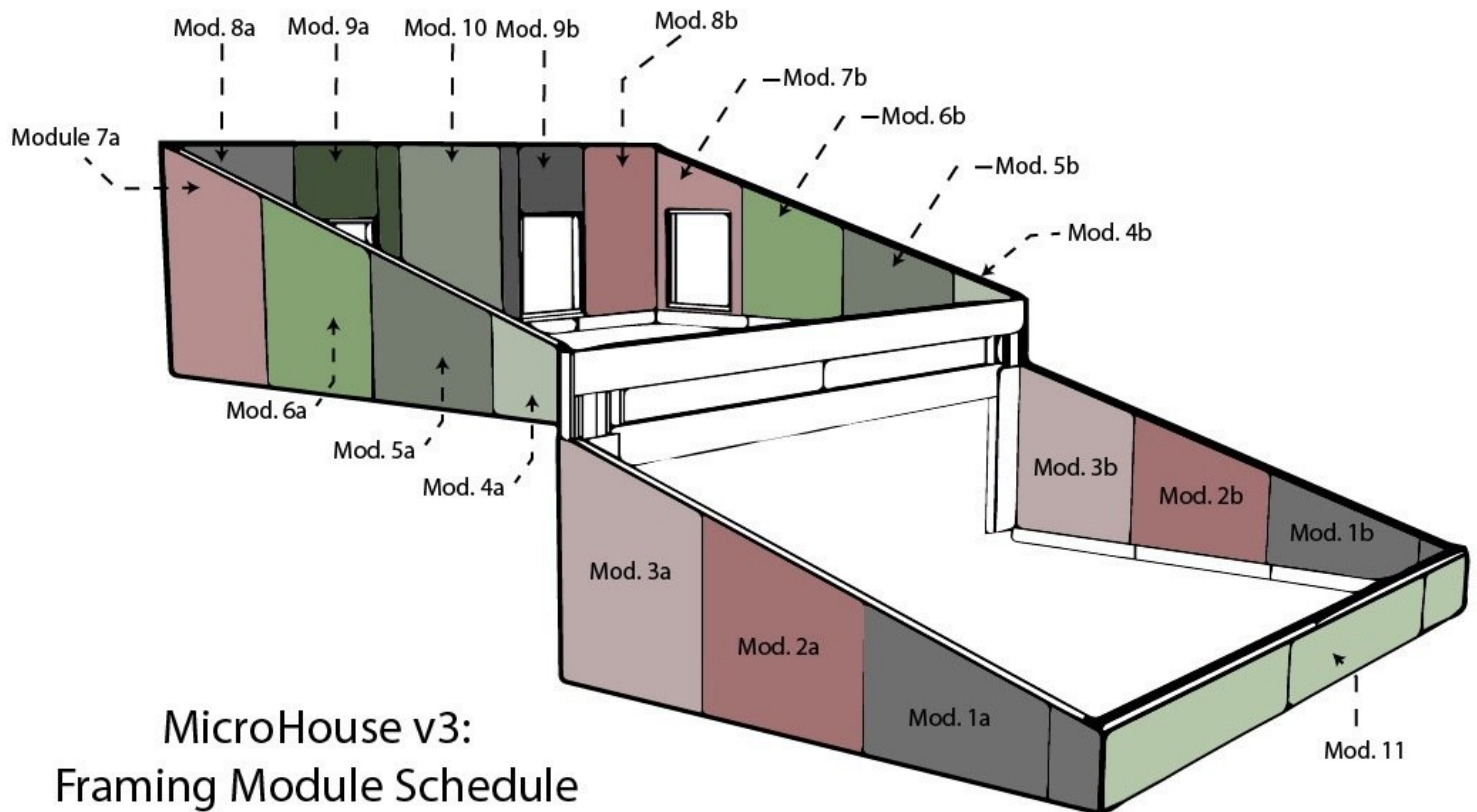 Mod. 8a
Mod. 9a
Mod. 10
Mod. 9b
Mod. 8b
Mod. 7b
Mod. 6b
Mod. 5b
Mod. 4b
Module 7a
Mod. 6a
Mod. 5a
Mod. 4a
Mod. 3b
Mod. 2b
Mod. 1b
Mod. 3a
Mod. 2a
Mod. 1a
Mod. 11
MicroHouse v3:
Framing Module Schedule